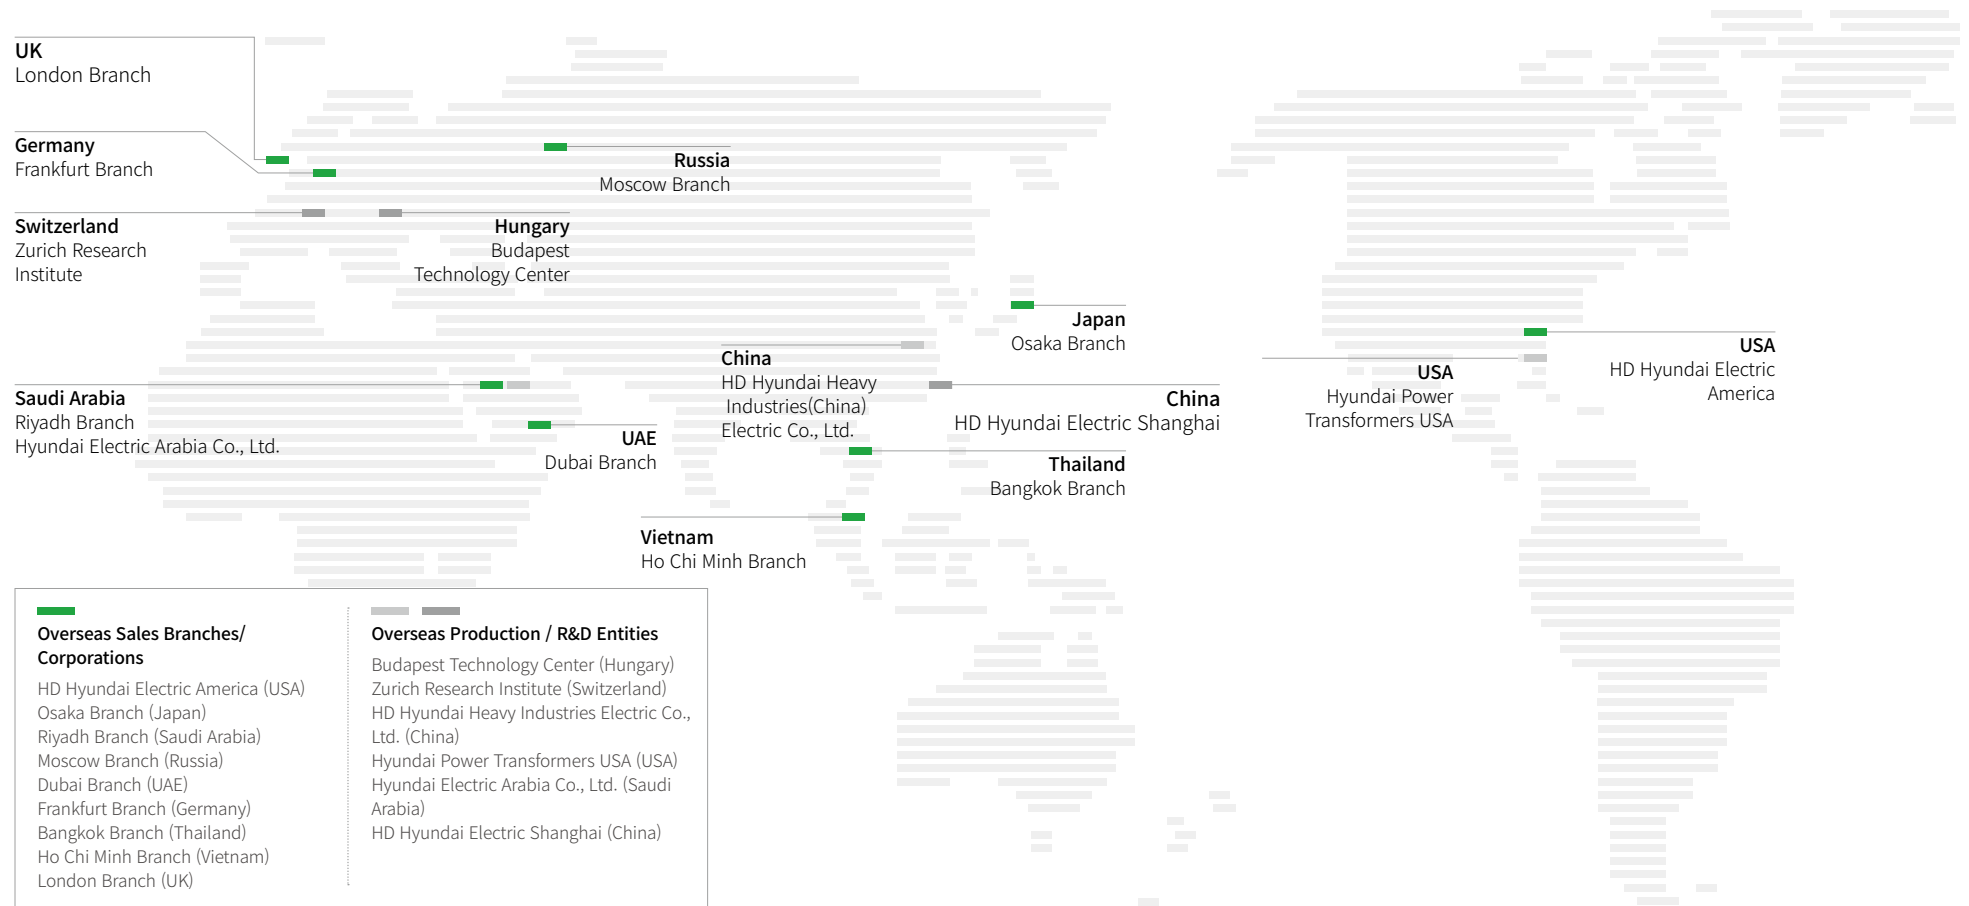 UK
London Branch
Germany
Frankfurt Branch
Russia
Moscow Branch
Switzerland
Zurich Research
Institute
Hungary
Budapest
Technology Center
Japan
Osaka Branch
China
HD Hyundai Heavy
Industries(China)
Electric Co., Ltd.
USA
HD Hyundai Electric
America
USA
Hyundai Power
Transformers USA
Saudi Arabia
Riyadh Branch
Hyundai Electric Arabia Co., Ltd.
China
HD Hyundai Electric Shanghai
UAE
Dubai Branch
Thailand
Bangkok Branch
Vietnam
Ho Chi Minh Branch
Overseas Sales Branches/
Corporations
HD Hyundai Electric America (USA)
Osaka Branch (Japan)
Riyadh Branch (Saudi Arabia)
Moscow Branch (Russia)
Dubai Branch (UAE)
Frankfurt Branch (Germany)
Bangkok Branch (Thailand)
Ho Chi Minh Branch (Vietnam)
London Branch (UK)
Overseas Production / R&D Entities
Budapest Technology Center (Hungary)
Zurich Research Institute (Switzerland)
HD Hyundai Heavy Industries Electric Co.,
Ltd. (China)
Hyundai Power Transformers USA (USA)
Hyundai Electric Arabia Co., Ltd. (Saudi
Arabia)
HD Hyundai Electric Shanghai (China)